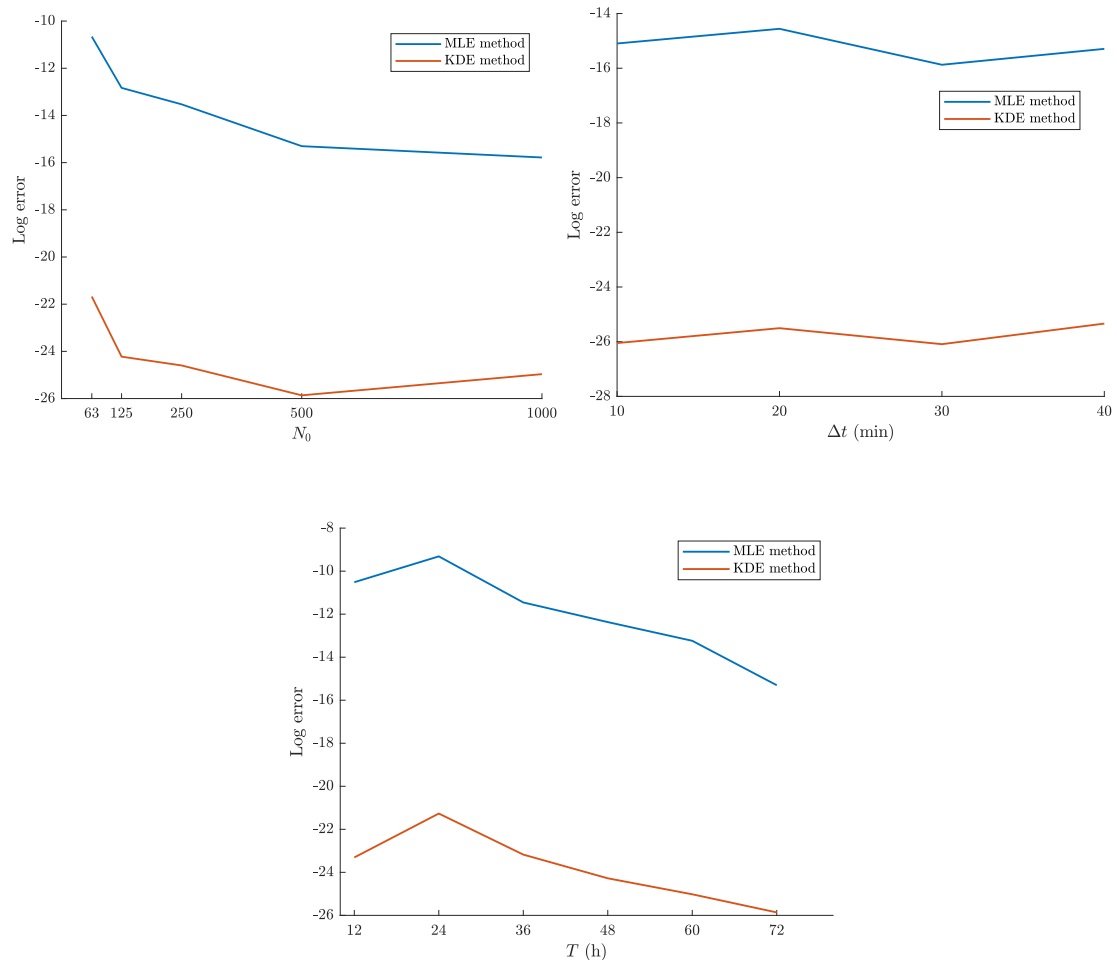 -10
-12
-14
-16
-18
-20
-22
-24
-26
Log error
63 125 250 500 1000
N₀
MLE method
KDE method
-14
-16
-18
-20
-22
-24
-26
-28
Log error
10 20 30 40
Δt (min)
MLE method
KDE method
-8
-10
-12
-14
-16
-18
-20
-22
-24
-26
Log error
12 24 36 48 60 72
T (h)
MLE method
KDE method